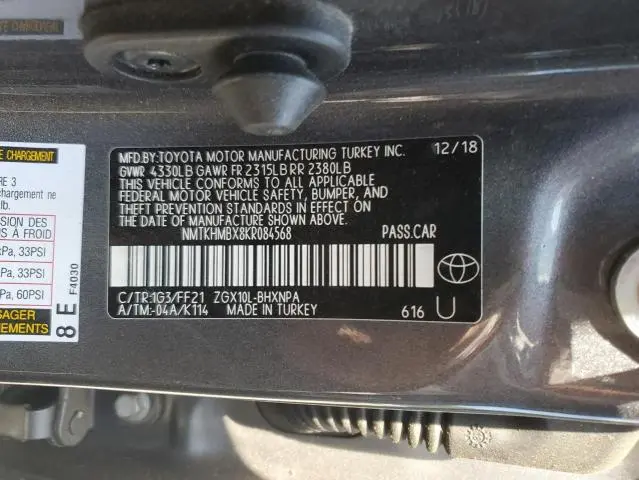 MFD.BY:TOYOTA MOTOR MANUFACTURING TURKEY INC. 12/18
GVWR 4330LB GAWR FR 2315LB RR 2380LB
THIS VEHICLE CONFORMS TO ALL APPLICABLE
FEDERAL MOTOR VEHICLE SAFETY, BUMPER, AND
THEFT PREVENTION STANDARDS IN EFFECT ON
THE DATE OF MANUFACTURE SHOWN ABOVE.
NMTKHMBX8KR084568 PASS.CAR
C/TR:1G3/FF21 ZGX10L-BHXNPA
A/TM:-04A/K114 MADE IN TURKEY 616 U
E CHARGEMENT
RE 3
chargement ne
lb.
SION DES
S À FROID
kPa, 33PSI
kPa, 33PSI
Pa, 60PSI
SAGER
8 E F4030